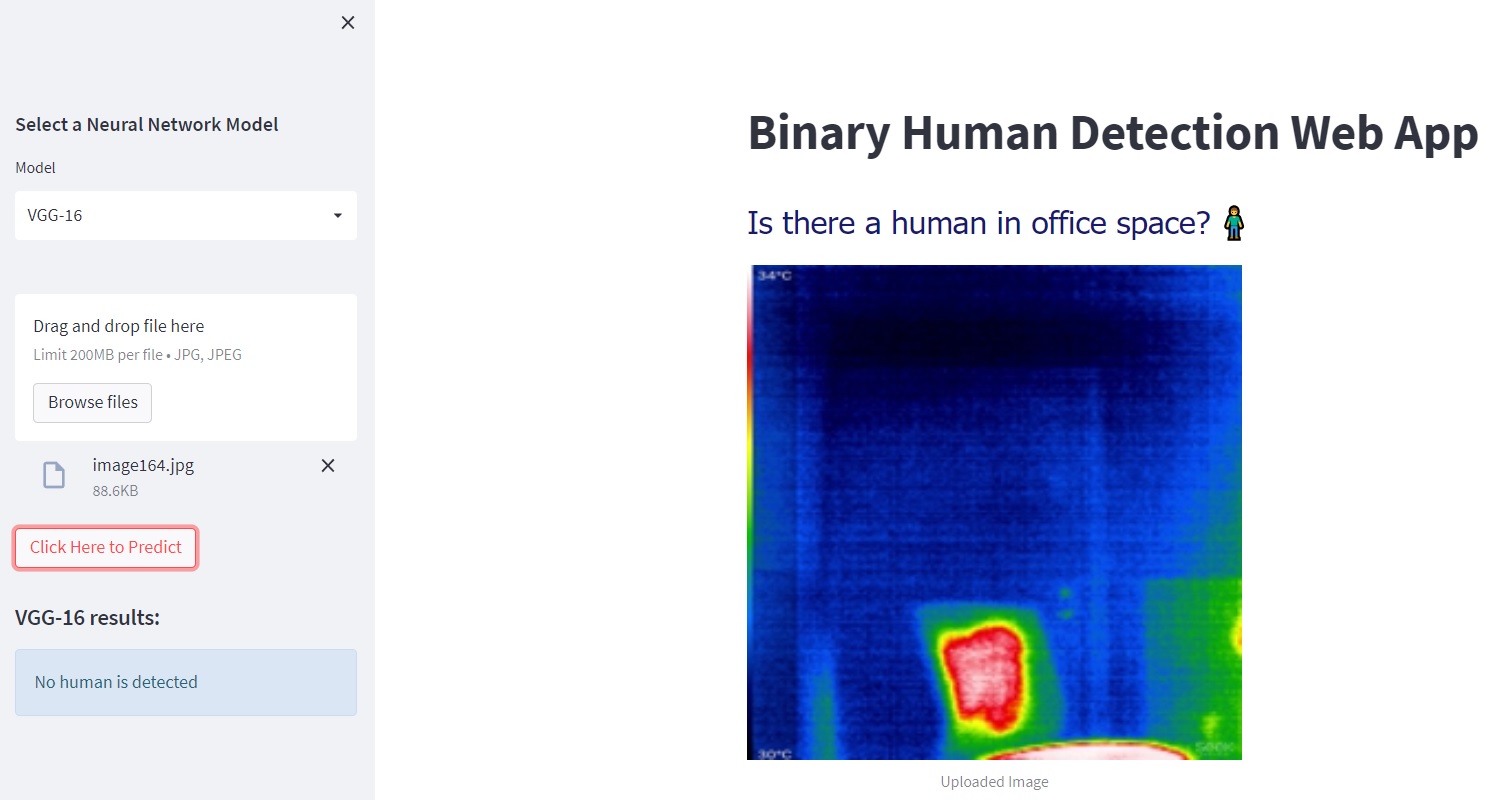 Select a Neural Network Model
Model
VGG-16
Drag and drop file here
Limit 200MB per file • JPG, JPEG
Browse files
image164.jpg
88.6KB
Click Here to Predict
VGG-16 results:
No human is detected
Binary Human Detection Web App
Is there a human in office space?
34°C
30°C
Uploaded Image